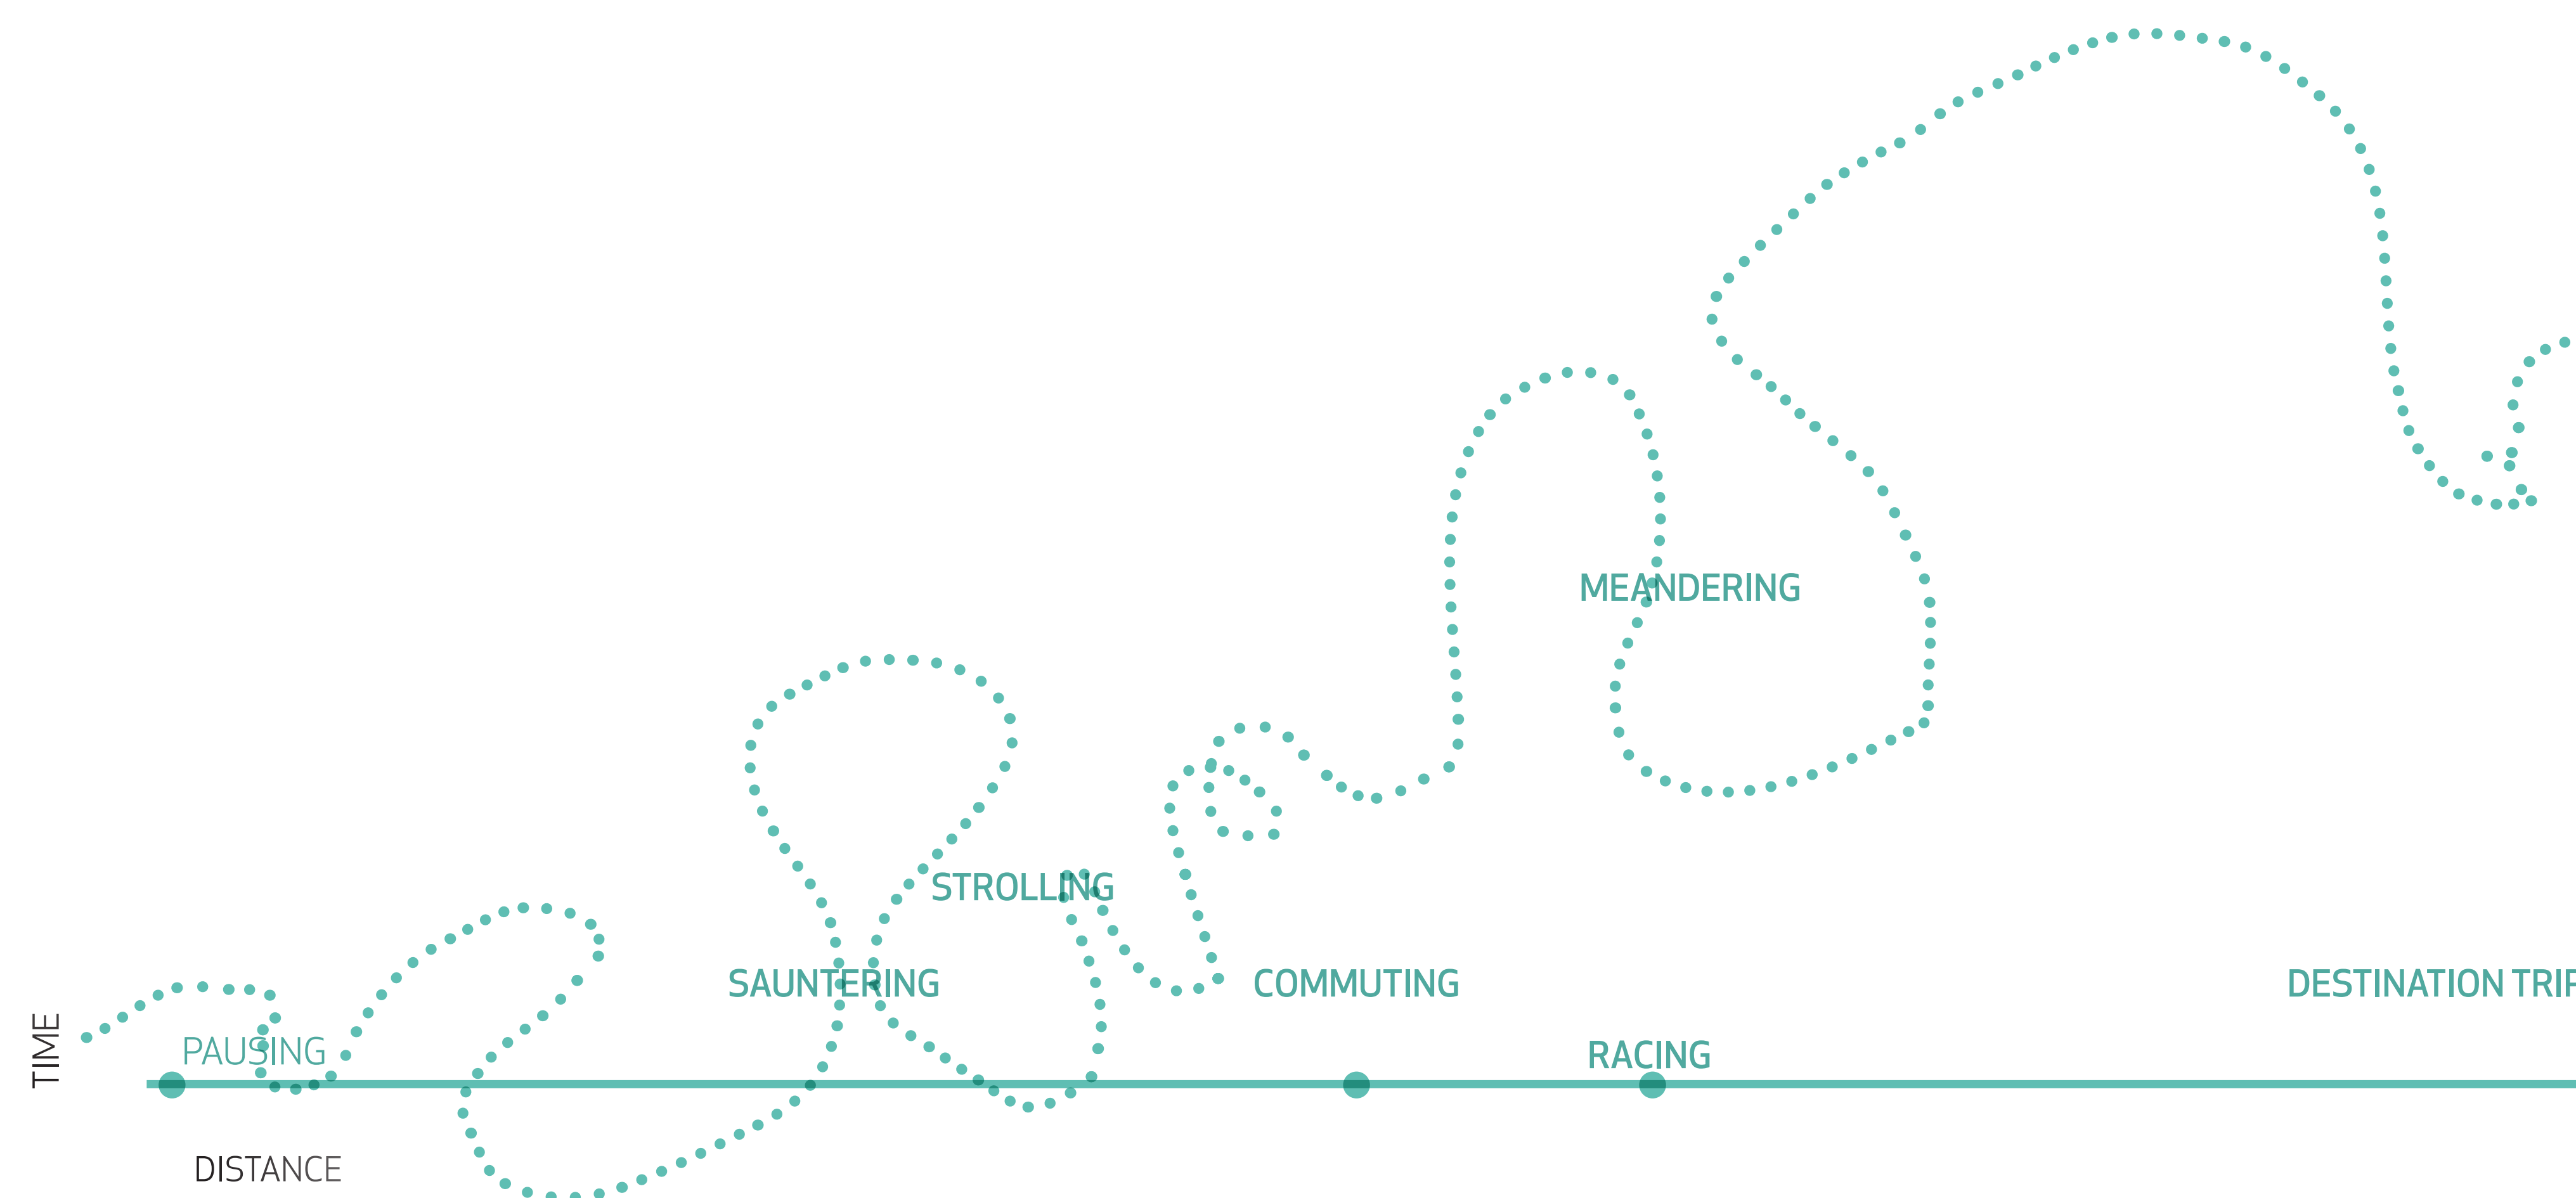 MEANDERING
STROLLING
SAUNTERING
COMMUTING
DESTINATION TRIP
PAUSING
RACING
TIME
DISTANCE